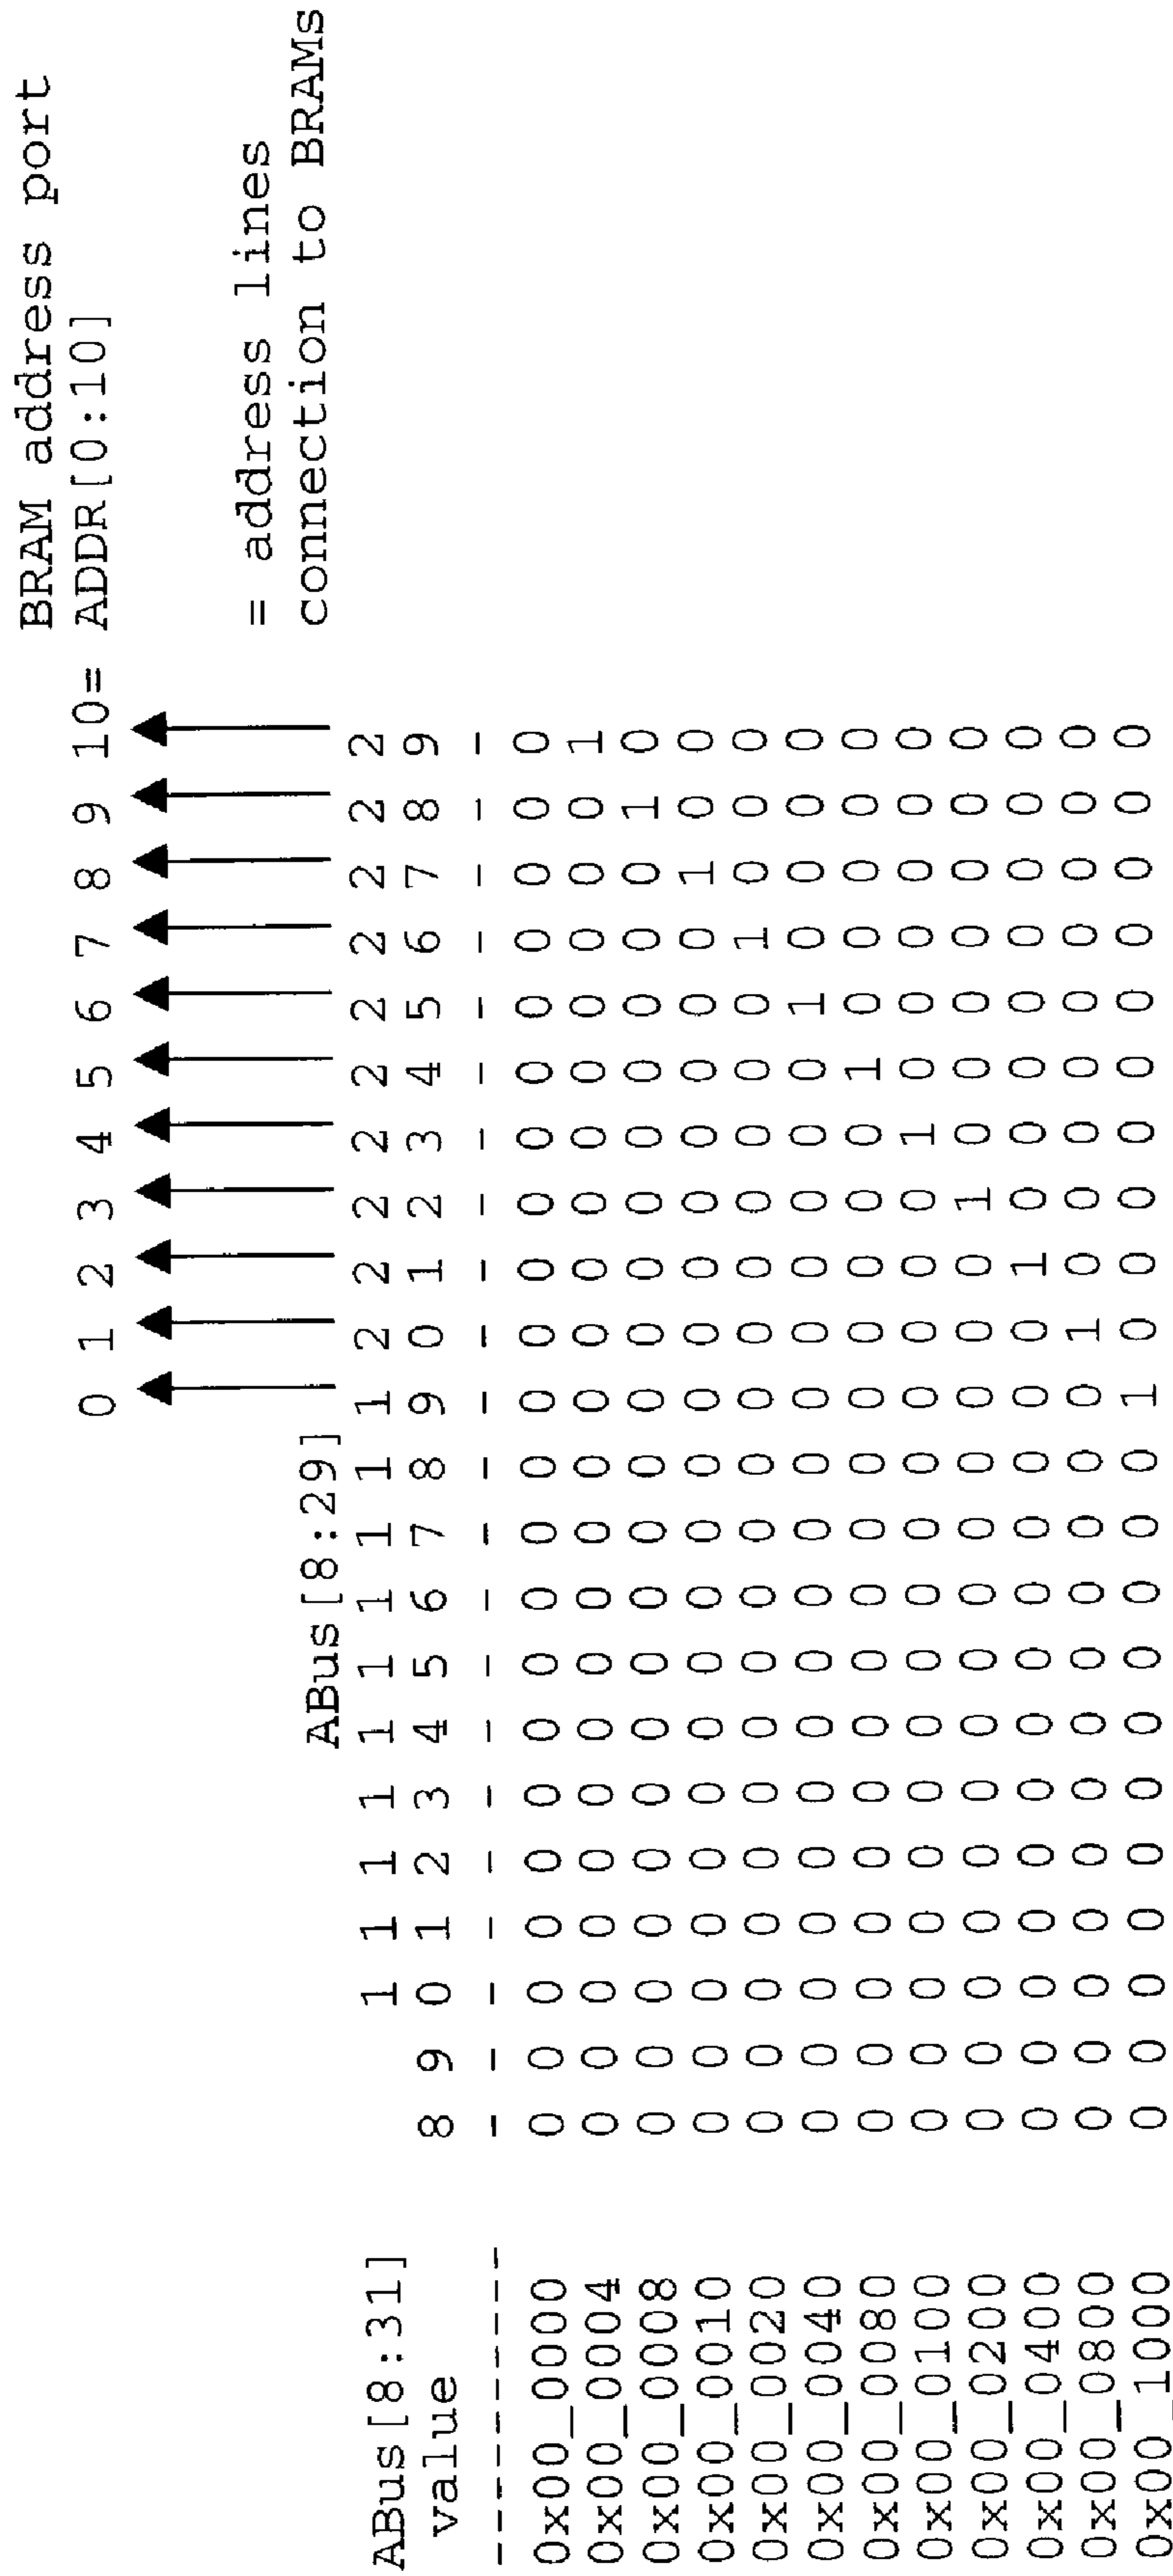 BRAM address port
0 1 2 3 4 5 6 7 8 9 10= ADDR[0:10]
= address lines
connection to BRAMs
ABus[8:29]
ABus[8:31] 1 1 1 1 1 1 1 1 1 1 2 2 2 2 2 2 2 2 2 2
value 8 9 0 1 2 3 4 5 6 7 8 9 0 1 2 3 4 5 6 7 8 9
---------- - - - - - - - - - - - - - - - - - - - - - -
0x00_0000 0 0 0 0 0 0 0 0 0 0 0 0 0 0 0 0 0 0 0 0 0 0
0x00_0004 0 0 0 0 0 0 0 0 0 0 0 0 0 0 0 0 0 0 0 0 0 1
0x00_0008 0 0 0 0 0 0 0 0 0 0 0 0 0 0 0 0 0 0 0 0 1 0
0x00_0010 0 0 0 0 0 0 0 0 0 0 0 0 0 0 0 0 0 0 0 1 0 0
0x00_0020 0 0 0 0 0 0 0 0 0 0 0 0 0 0 0 0 0 0 1 0 0 0
0x00_0040 0 0 0 0 0 0 0 0 0 0 0 0 0 0 0 0 0 1 0 0 0 0
0x00_0080 0 0 0 0 0 0 0 0 0 0 0 0 0 0 0 0 1 0 0 0 0 0
0x00_0100 0 0 0 0 0 0 0 0 0 0 0 0 0 0 0 1 0 0 0 0 0 0
0x00_0200 0 0 0 0 0 0 0 0 0 0 0 0 0 0 1 0 0 0 0 0 0 0
0x00_0400 0 0 0 0 0 0 0 0 0 0 0 0 0 1 0 0 0 0 0 0 0 0
0x00_0800 0 0 0 0 0 0 0 0 0 0 0 0 1 0 0 0 0 0 0 0 0 0
0x00_1000 0 0 0 0 0 0 0 0 0 0 0 1 0 0 0 0 0 0 0 0 0 0